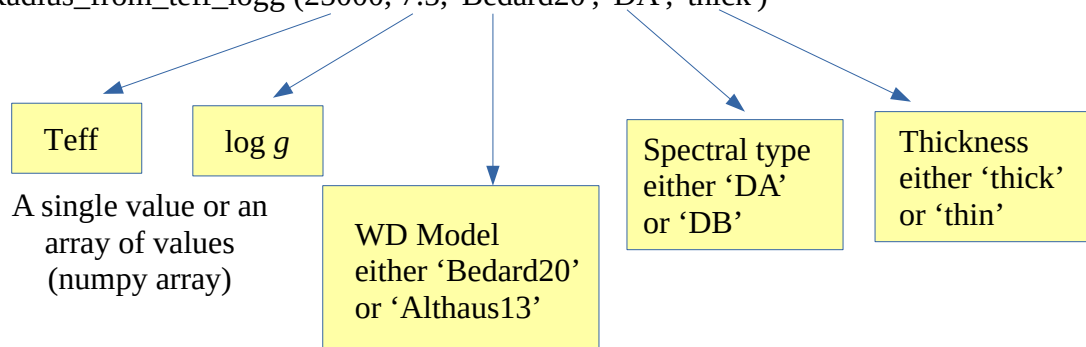 Radius_from_teff_logg (25000, 7.5, 'Bedard20', 'DA', 'thick')
Teff
log g
A single value or an
array of values
(numpy array)
WD Model
either ‘Bedard20’
or ‘Althaus13’
Spectral type
either ‘DA’
or ‘DB’
Thickness
either ‘thick’
or ‘thin’